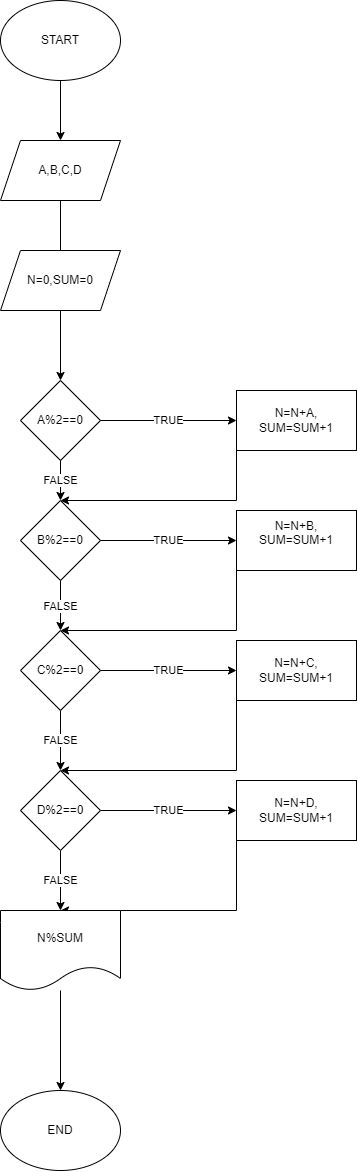 START
A,B,C,D
N=0,SUM=0
A%2==0
TRUE
N=N+A,
SUM=SUM+1
FALSE
B%2==0
TRUE
N=N+B,
SUM=SUM+1
FALSE
C%2==0
TRUE
N=N+C,
SUM=SUM+1
FALSE
D%2==0
TRUE
N=N+D,
SUM=SUM+1
FALSE
N%SUM
END